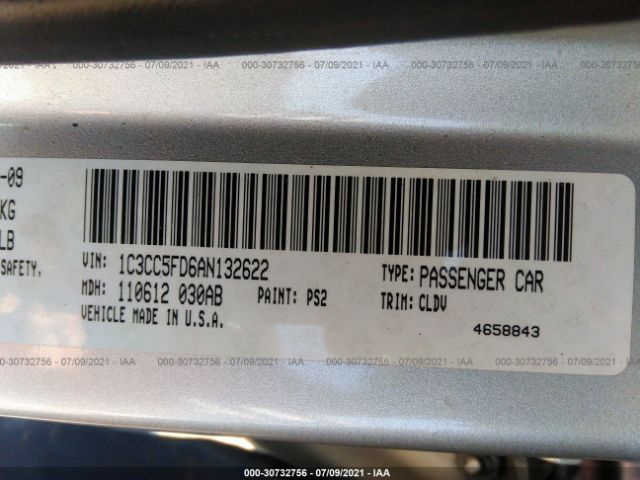 000-30732756 - 07/09/2021 - IAA 000-30732756 - 07/09/2021 - IAA 000-30732756 - 07/09/2021 - IAA
-09
KG
LB
SAFETY,
VIN: 1C3CC5FD6AN132622 TYPE: PASSENGER CAR
MDH: 110612 030AB PAINT: PS2 TRIM: CLDV
VEHICLE MADE IN U.S.A. 4658843
000-30732756 - 07/09/2021 - IAA 000-30732756 - 07/09/2021 - IAA 000-30732756 - 07/09/2021 - IAA
000-30732756 - 07/09/2021 - IAA